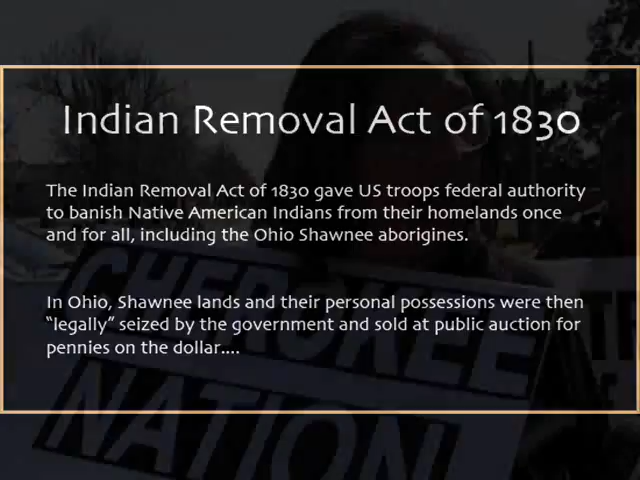 Indian Removal Act of 1830
The Indian Removal Act of 1830 gave US troops federal authority
to banish Native American Indians from their homelands once
and for all, including the Ohio Shawnee aborigines.
In Ohio, Shawnee lands and their personal possessions were then
“legally” seized by the government and sold at public auction for
pennies on the dollar....
CHEROKEE
NATION